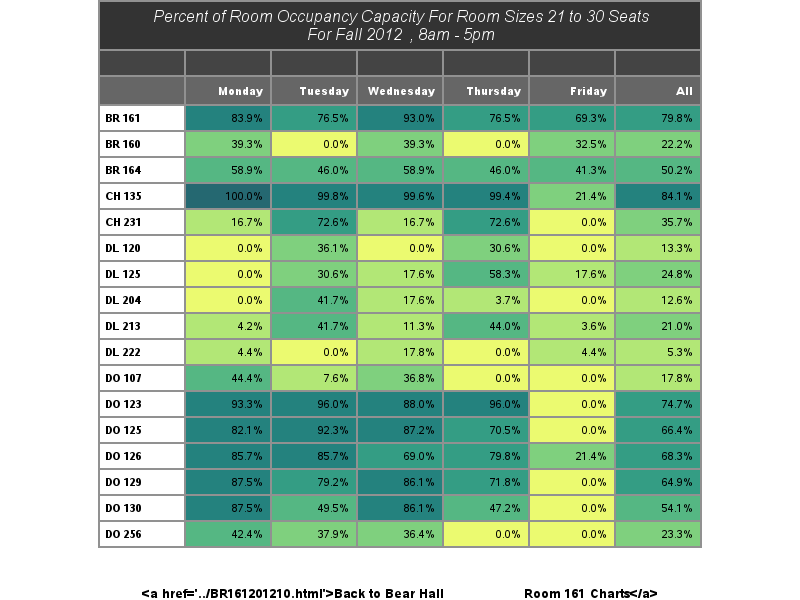 Percent of Room Occupancy Capacity For Room Sizes 21 to 30 Seats
For Fall 2012 , 8am - 5pm
Monday Tuesday Wednesday Thursday Friday All
BR 161 83.9% 76.5% 93.0% 76.5% 69.3% 79.8%
BR 160 39.3% 0.0% 39.3% 0.0% 32.5% 22.2%
BR 164 58.9% 46.0% 58.9% 46.0% 41.3% 50.2%
CH 135 100.0% 99.8% 99.6% 99.4% 21.4% 84.1%
CH 231 16.7% 72.6% 16.7% 72.6% 0.0% 35.7%
DL 120 0.0% 36.1% 0.0% 30.6% 0.0% 13.3%
DL 125 0.0% 30.6% 17.6% 58.3% 17.6% 24.8%
DL 204 0.0% 41.7% 17.6% 3.7% 0.0% 12.6%
DL 213 4.2% 41.7% 11.3% 44.0% 3.6% 21.0%
DL 222 4.4% 0.0% 17.8% 0.0% 4.4% 5.3%
DO 107 44.4% 7.6% 36.8% 0.0% 0.0% 17.8%
DO 123 93.3% 96.0% 88.0% 96.0% 0.0% 74.7%
DO 125 82.1% 92.3% 87.2% 70.5% 0.0% 66.4%
DO 126 85.7% 85.7% 69.0% 79.8% 21.4% 68.3%
DO 129 87.5% 79.2% 86.1% 71.8% 0.0% 64.9%
DO 130 87.5% 49.5% 86.1% 47.2% 0.0% 54.1%
DO 256 42.4% 37.9% 36.4% 0.0% 0.0% 23.3%
<a href='../BR161201210.html'>Back to Bear Hall Room 161 Charts</a>